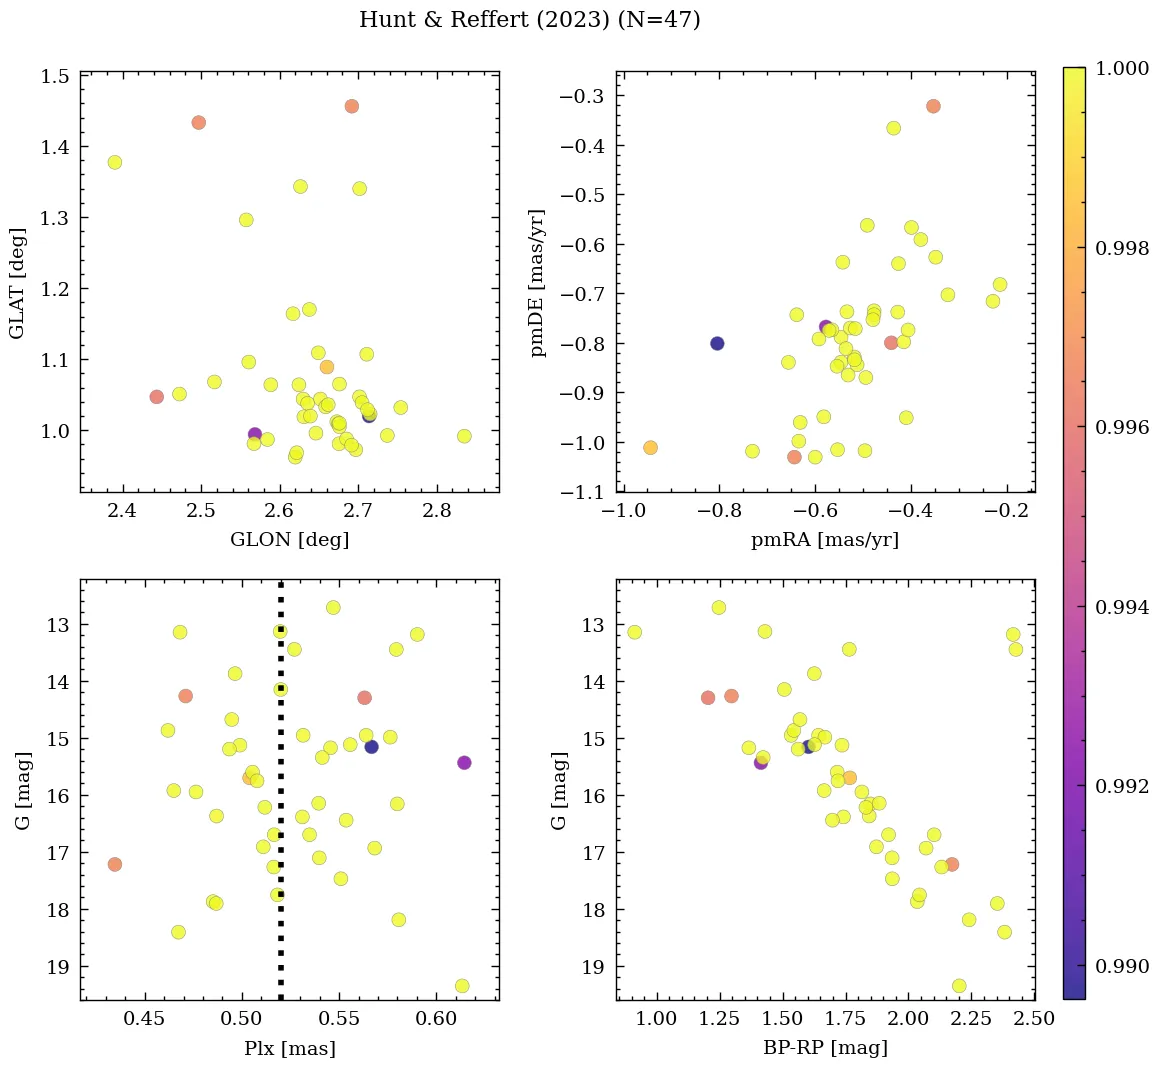 Hunt & Reffert (2023) (N=47)
1.5
1.4
1.3
1.2
1.1
1.0
GLAT [deg]
2.4 2.5 2.6 2.7 2.8
GLON [deg]
−0.3
−0.4
−0.5
−0.6
−0.7
−0.8
−0.9
−1.0
−1.1
pmDE [mas/yr]
−1.0 −0.8 −0.6 −0.4 −0.2
pmRA [mas/yr]
13
14
15
16
17
18
19
G [mag]
0.45 0.50 0.55 0.60
Plx [mas]
13
14
15
16
17
18
19
G [mag]
1.00 1.25 1.50 1.75 2.00 2.25 2.50
BP-RP [mag]
1.000
0.998
0.996
0.994
0.992
0.990